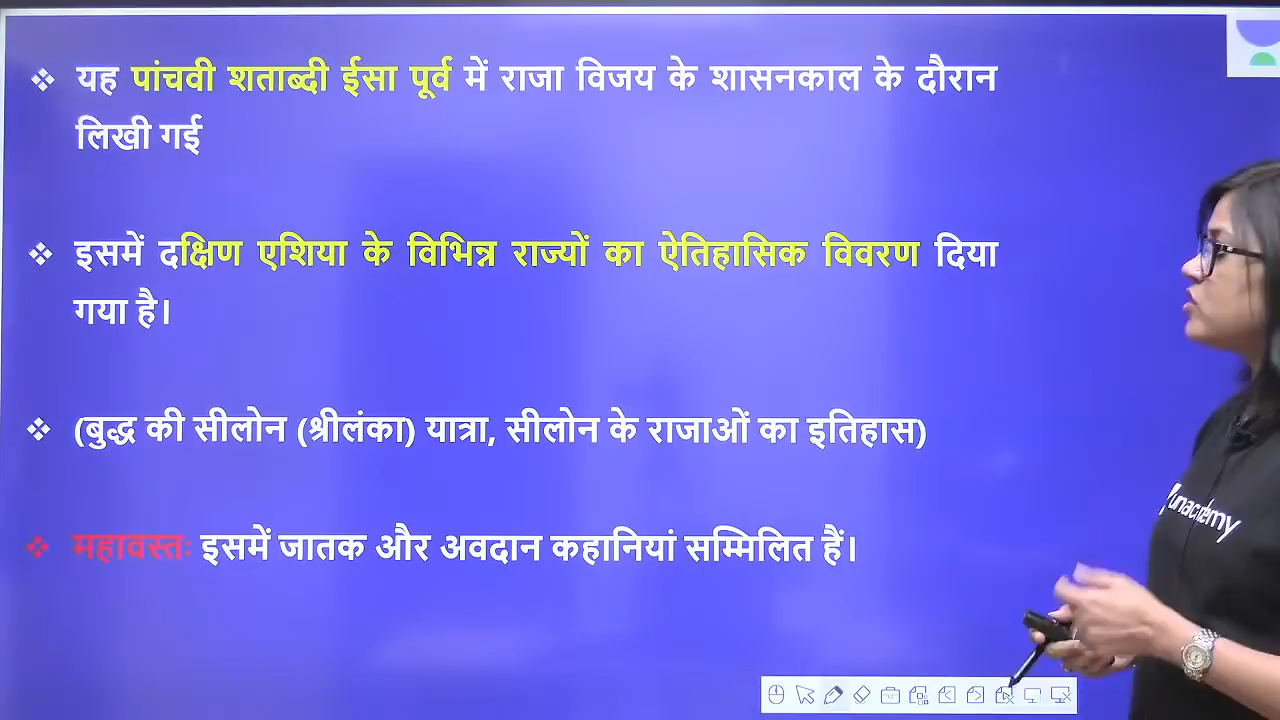 ❖ यह पांचवी शताब्दी ईसा पूर्व में राजा विजय के शासनकाल के दौरान
लिखी गई
❖ इसमें दक्षिण एशिया के विभिन्न राज्यों का ऐतिहासिक विवरण दिया
गया है।
❖ (बुद्ध की सीलोन (श्रीलंका) यात्रा, सीलोन के राजाओं का इतिहास)
❖ महावस्तः इसमें जातक और अवदान कहानियां सम्मिलित हैं।
unacademy